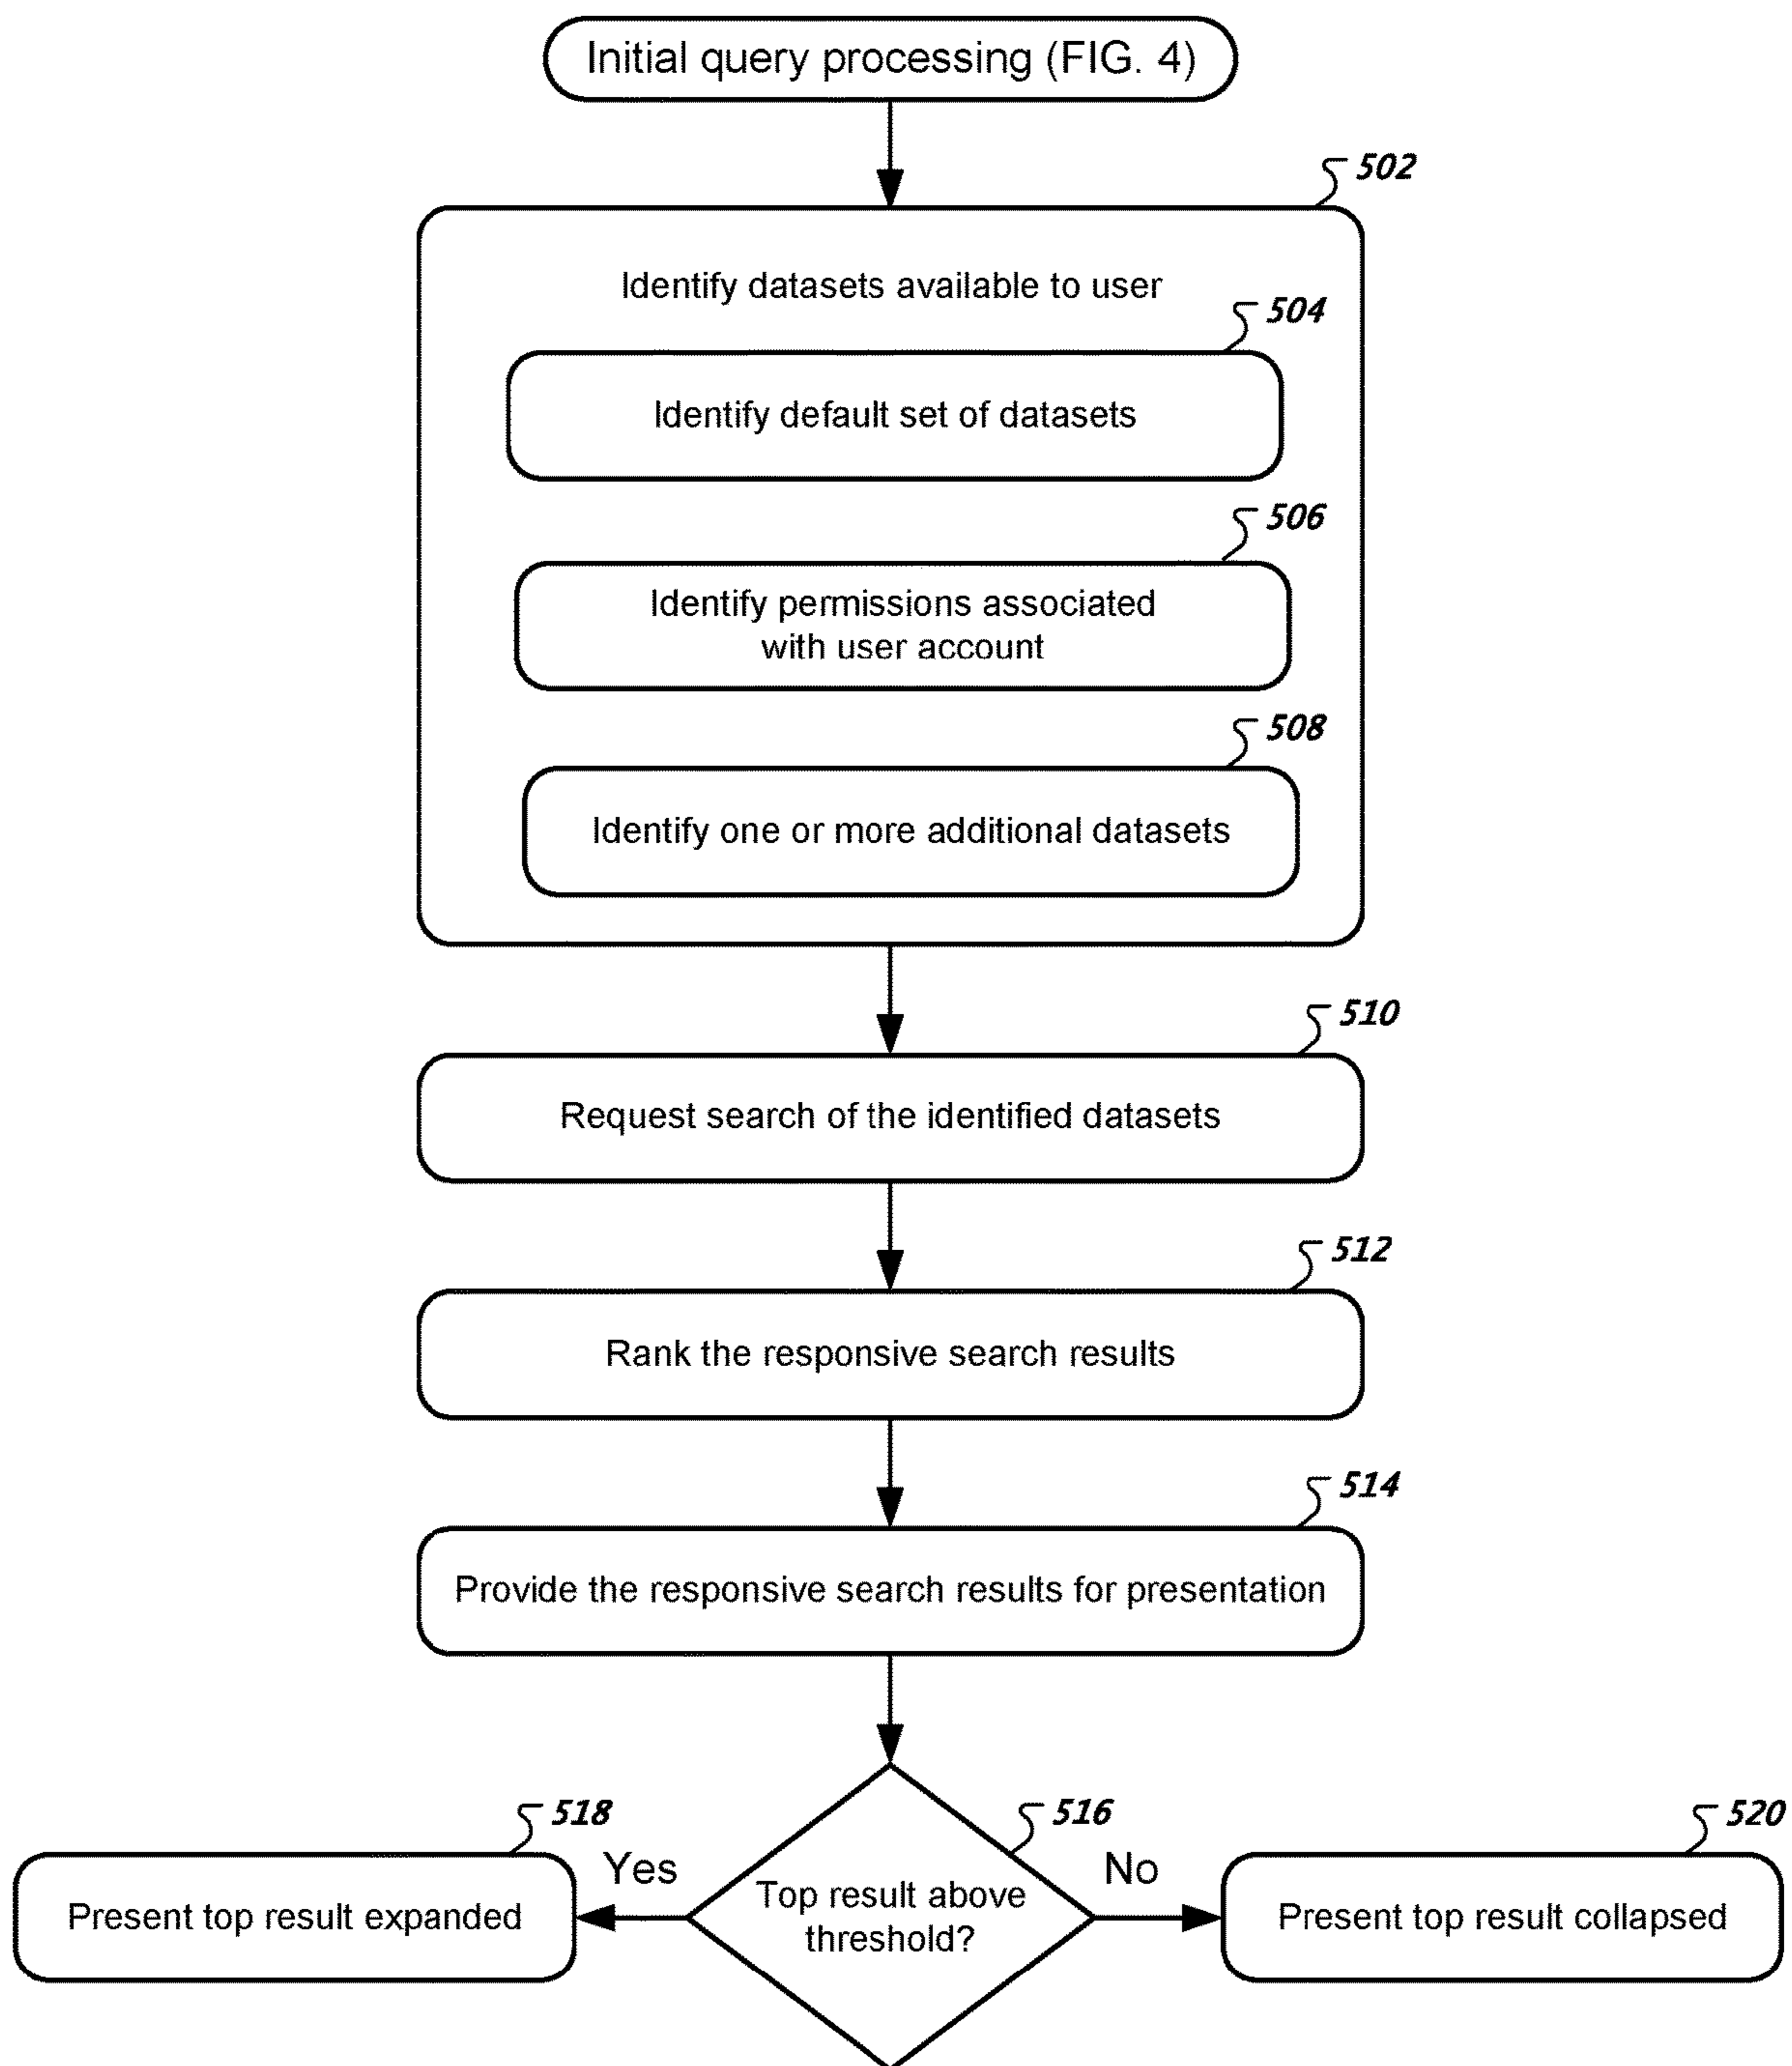 Initial query processing (FIG. 4)
502
Identify datasets available to user
504
Identify default set of datasets
506
Identify permissions associated
with user account
508
Identify one or more additional datasets
510
Request search of the identified datasets
512
Rank the responsive search results
514
Provide the responsive search results for presentation
518
516
520
Yes
No
Present top result expanded
Top result above
threshold?
Present top result collapsed